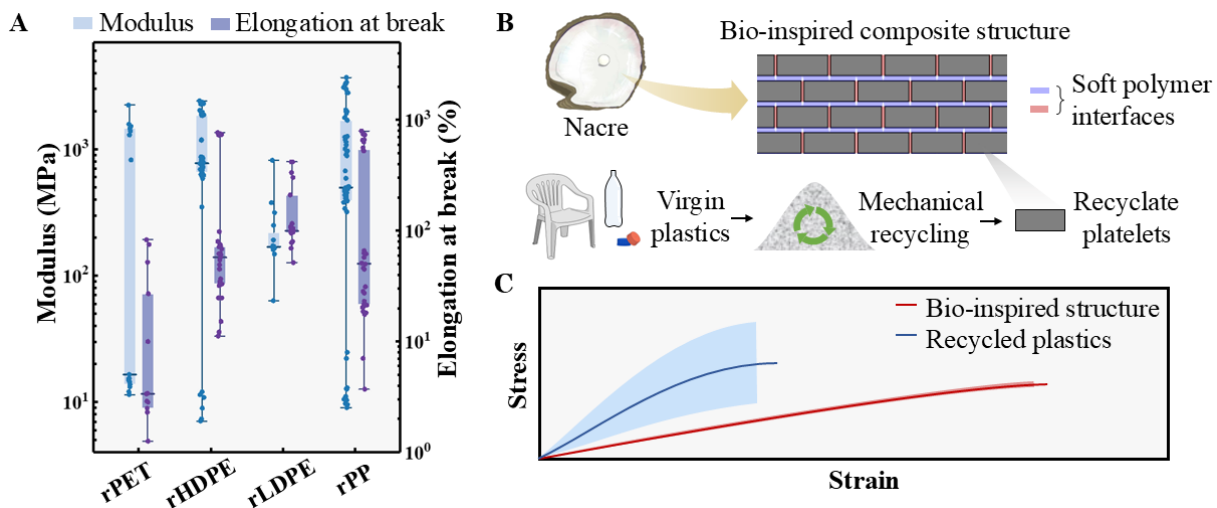 A
Modulus
Elongation at break
Modulus (MPa)
10³
10²
10¹
Elongation at break (%)
10³
10²
10¹
10⁰
rPET
rHDPE
rLDPE
rPP
B
Bio-inspired composite structure
Nacre
Soft polymer
interfaces
Virgin
plastics
Mechanical
recycling
Recyclate
platelets
C
Bio-inspired structure
Recycled plastics
Stress
Strain